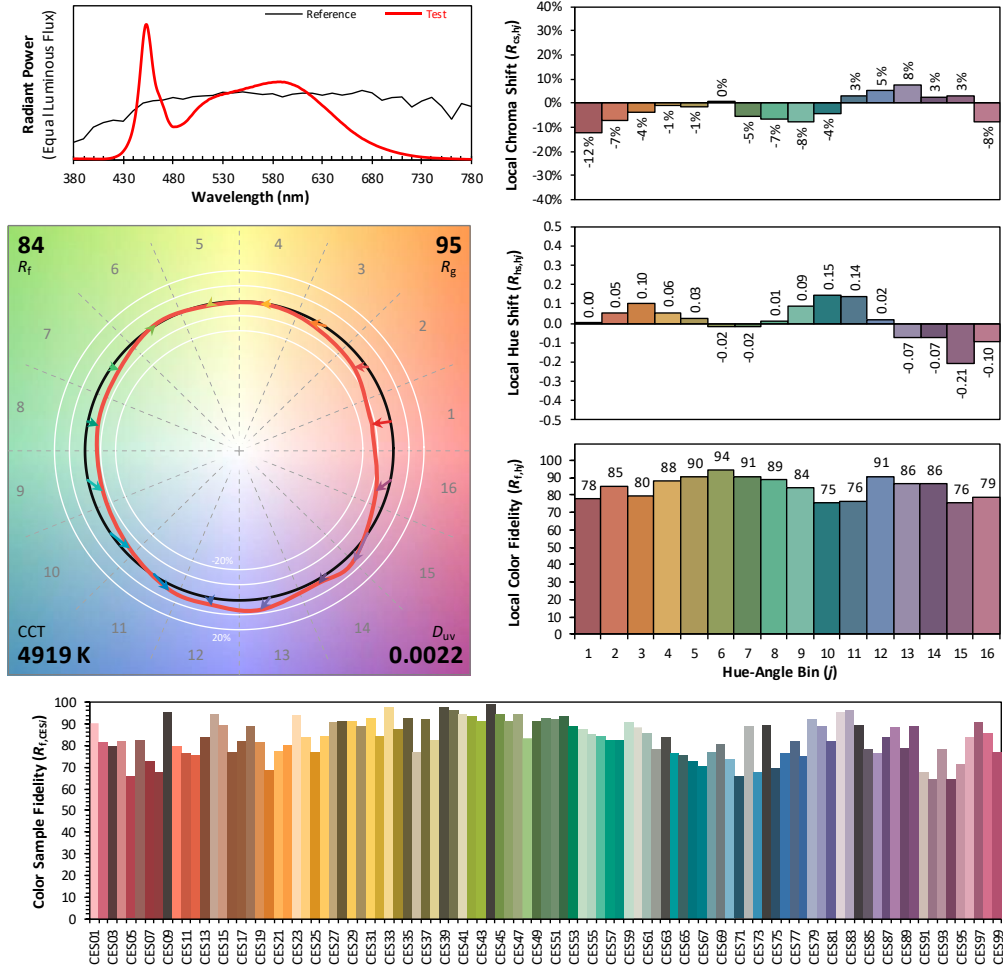 Reference
Test
Radiant Power
(Equal Luminous Flux)
380
430
480
530
580
630
680
730
780
Wavelength (nm)
Local Chroma Shift (Rcs,hj)
40%
30%
20%
10%
0%
-10%
-20%
-30%
-40%
-12%
-7%
-4%
-1%
-1%
0%
-5%
-7%
-8%
-4%
3%
5%
8%
3%
3%
-8%
84
Rf
95
Rg
5
4
6
3
7
2
8
1
9
16
10
15
11
14
12
13
-20%
20%
CCT
4919 K
Duv
0.0022
Local Hue Shift (Rhs,hj)
0.5
0.4
0.3
0.2
0.1
0.0
-0.1
-0.2
-0.3
-0.4
-0.5
0.00
0.05
0.10
0.06
0.03
-0.02
-0.02
0.01
0.09
0.15
0.14
0.02
-0.07
-0.07
-0.21
-0.10
Local Color Fidelity (Rf,hj)
100
90
80
70
60
50
40
30
20
10
0
78
85
80
88
90
94
91
89
84
75
76
91
86
86
76
79
1
2
3
4
5
6
7
8
9
10
11
12
13
14
15
16
Hue-Angle Bin (j)
Color Sample Fidelity (Rf,CESi)
100
90
80
70
60
50
40
30
20
10
0
CES01
CES03
CES05
CES07
CES09
CES11
CES13
CES15
CES17
CES19
CES21
CES23
CES25
CES27
CES29
CES31
CES33
CES35
CES37
CES39
CES41
CES43
CES45
CES47
CES49
CES51
CES53
CES55
CES57
CES59
CES61
CES63
CES65
CES67
CES69
CES71
CES73
CES75
CES77
CES79
CES81
CES83
CES85
CES87
CES89
CES91
CES93
CES95
CES97
CES99